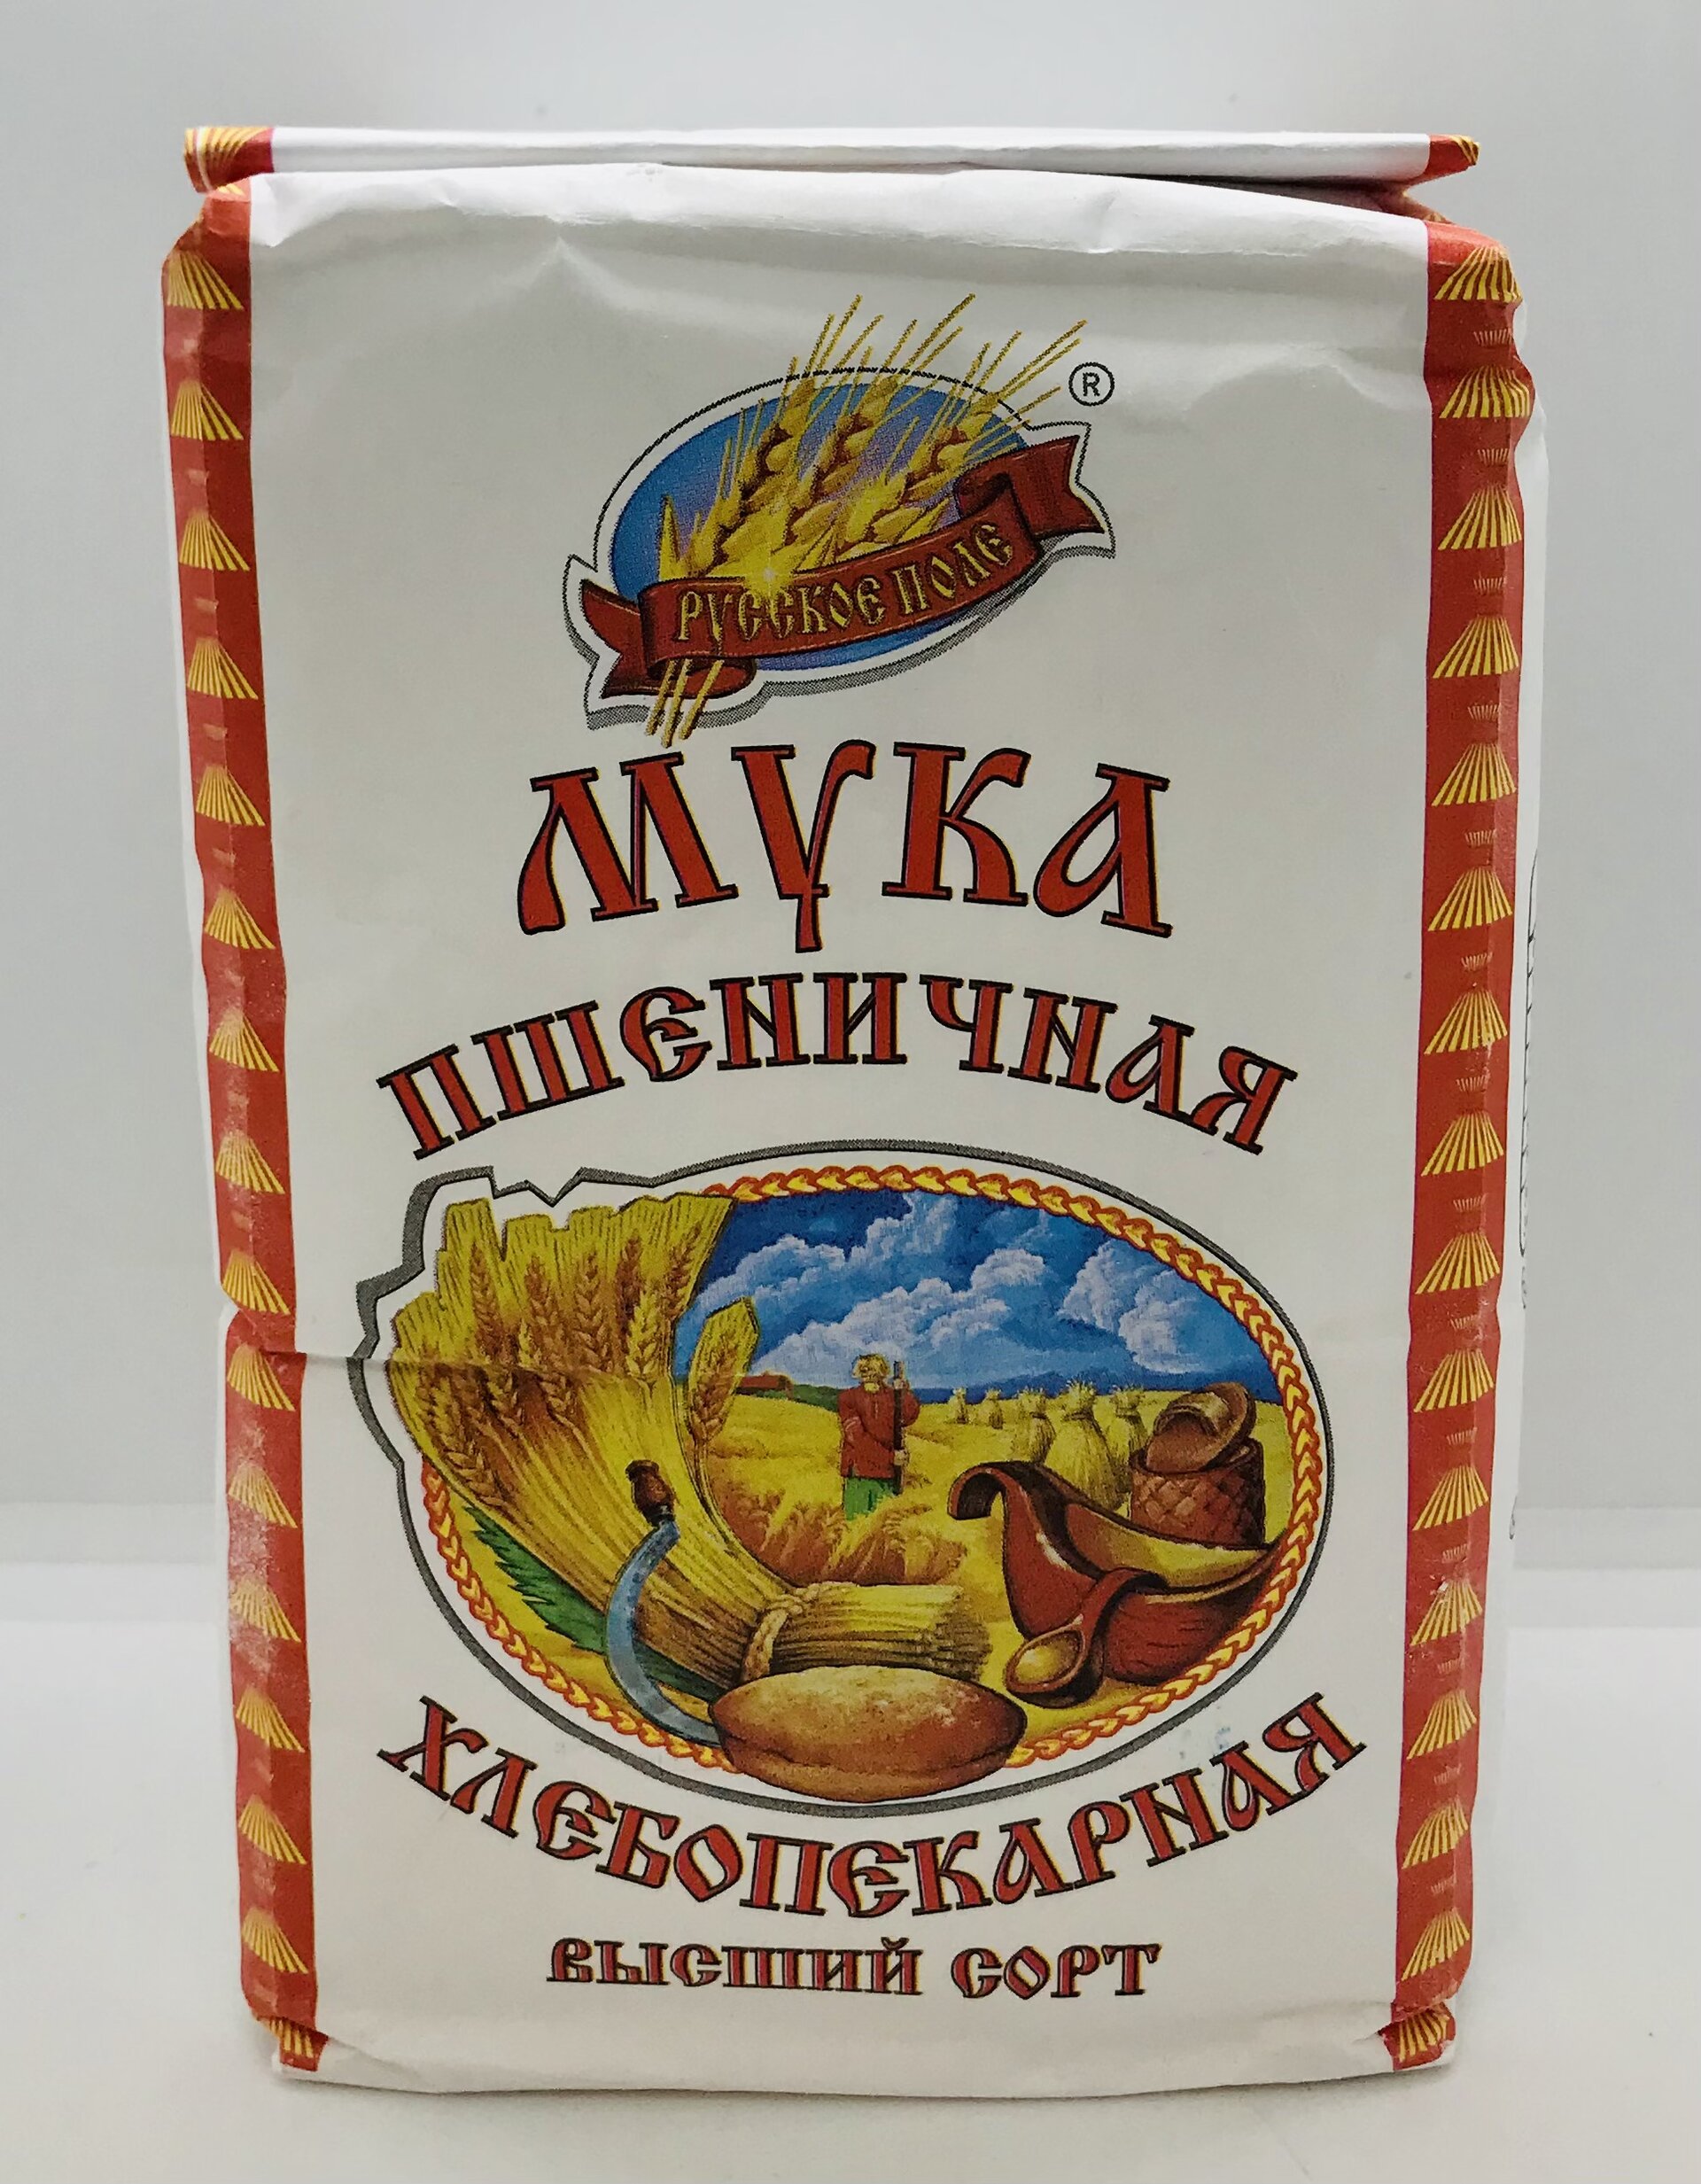 ®
РУССКОЕ ПОЛЕ
МУКА
ПШЕНИЧНАЯ
ХЛЕБОПЕКАРНАЯ
ВЫСШИЙ СОРТ